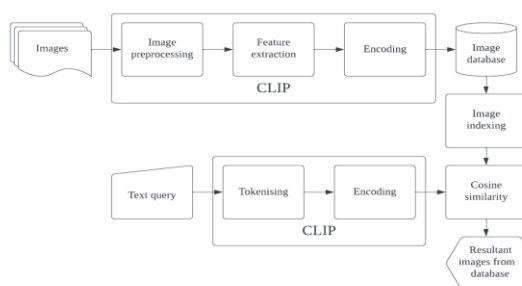 Images
Image
preprocessing
Feature
extraction
Encoding
CLIP
Image
database
Image
indexing
Text query
Tokenising
Encoding
CLIP
Cosine
similarity
Resultant
images from
database